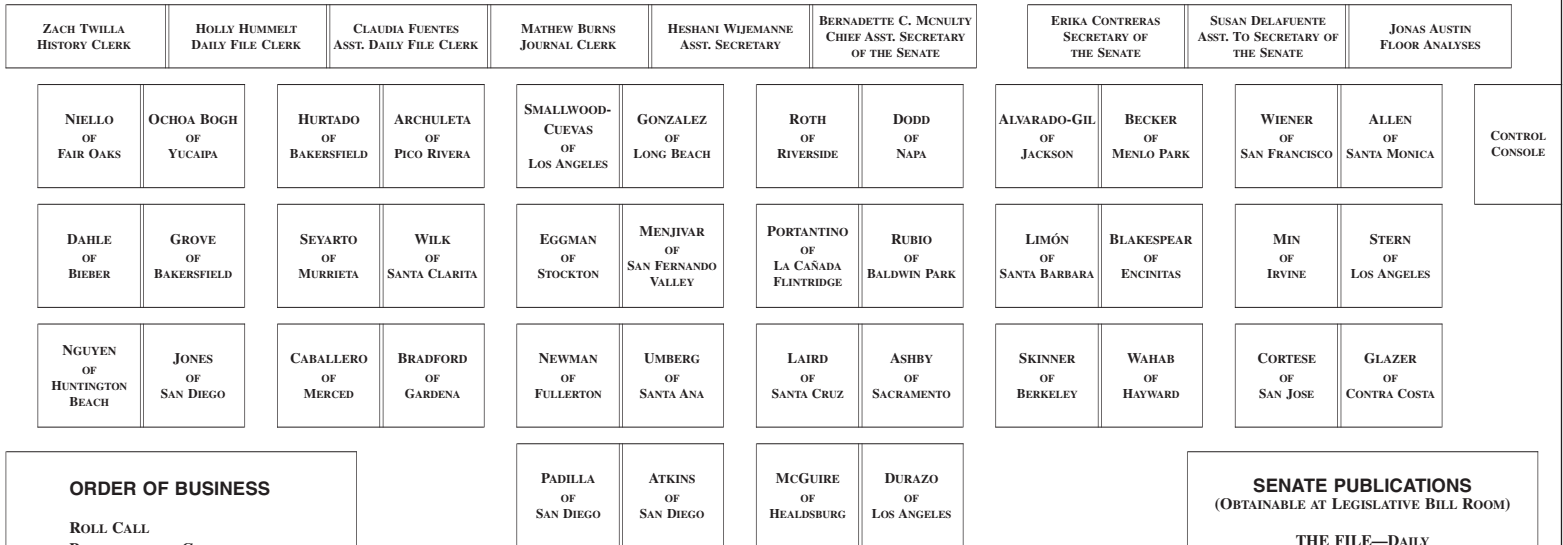 ZACH TWILLA
HISTORY CLERK
HOLLY HUMMELT
DAILY FILE CLERK
CLAUDIA FUENTES
ASST. DAILY FILE CLERK
MATHEW BURNS
JOURNAL CLERK
HESHANI WIJEMANNE
ASST. SECRETARY
BERNADETTE C. MCNULTY
CHIEF ASST. SECRETARY
OF THE SENATE
ERIKA CONTRERAS
SECRETARY OF
THE SENATE
SUSAN DELAFUENTE
ASST. TO SECRETARY OF
THE SENATE
JONAS AUSTIN
FLOOR ANALYSES
NIELLO
OF
FAIR OAKS
OCHOA BOGH
OF
YUCAIPA
HURTADO
OF
BAKERSFIELD
ARCHULETA
OF
PICO RIVERA
SMALLWOOD-
CUEVAS
OF
LOS ANGELES
GONZALEZ
OF
LONG BEACH
ROTH
OF
RIVERSIDE
DODD
OF
NAPA
ALVARADO-GIL
OF
JACKSON
BECKER
OF
MENLO PARK
WIENER
OF
SAN FRANCISCO
ALLEN
OF
SANTA MONICA
CONTROL
CONSOLE
DAHLE
OF
BIEBER
GROVE
OF
BAKERSFIELD
SEYARTO
OF
MURRIETA
WILK
OF
SANTA CLARITA
EGGMAN
OF
STOCKTON
MENJIVAR
OF
SAN FERNANDO
VALLEY
PORTANTINO
OF
LA CAÑADA
FLINTRIDGE
RUBIO
OF
BALDWIN PARK
LIMÓN
OF
SANTA BARBARA
BLAKESPEAR
OF
ENCINITAS
MIN
OF
IRVINE
STERN
OF
LOS ANGELES
NGUYEN
OF
HUNTINGTON
BEACH
JONES
OF
SAN DIEGO
CABALLERO
OF
MERCED
BRADFORD
OF
GARDENA
NEWMAN
OF
FULLERTON
UMBERG
OF
SANTA ANA
LAIRD
OF
SANTA CRUZ
ASHBY
OF
SACRAMENTO
SKINNER
OF
BERKELEY
WAHAB
OF
HAYWARD
CORTESE
OF
SAN JOSE
GLAZER
OF
CONTRA COSTA
PADILLA
OF
SAN DIEGO
ATKINS
OF
SAN DIEGO
MCGUIRE
OF
HEALDSBURG
DURAZO
OF
LOS ANGELES
ORDER OF BUSINESS
ROLL CALL
SENATE PUBLICATIONS
(OBTAINABLE AT LEGISLATIVE BILL ROOM)
THE FILE—DAILY